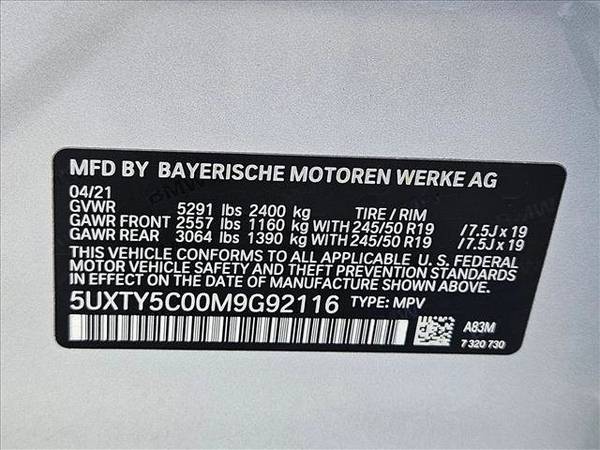 MFD BY BAYERISCHE MOTOREN WERKE AG
04/21
GVWR 5291 lbs 2400 kg TIRE / RIM
GAWR FRONT 2557 lbs 1160 kg WITH 245/50 R19 / 7.5J x 19
GAWR REAR 3064 lbs 1390 kg WITH 245/50 R19 / 7.5J x 19
THIS VEHICLE CONFORMS TO ALL APPLICABLE U. S. FEDERAL
MOTOR VEHICLE SAFETY, BUMPER, AND THEFT PREVENTION
STANDARDS IN EFFECT ON THE DATE OF MANUFACTURE SHOWN ABOVE.
5UXTY5C00M9G92116 TYPE: MPV
A83M
7 320 730